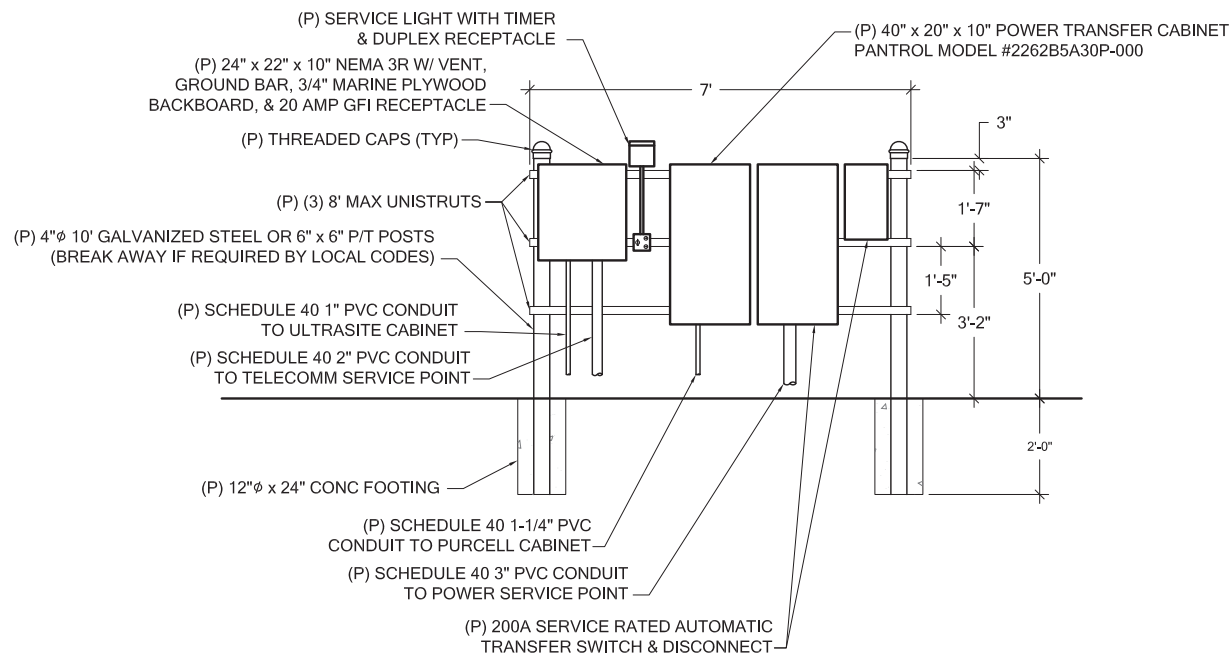 (P) SERVICE LIGHT WITH TIMER
& DUPLEX RECEPTACLE
(P) 40" x 20" x 10" POWER TRANSFER CABINET
PANTROL MODEL #2262B5A30P-000
(P) 24" x 22" x 10" NEMA 3R W/ VENT,
GROUND BAR, 3/4" MARINE PLYWOOD
BACKBOARD, & 20 AMP GFI RECEPTACLE
7'
3"
(P) THREADED CAPS (TYP)
(P) (3) 8' MAX UNISTRUTS
1'-7"
(P) 4"ϕ 10' GALVANIZED STEEL OR 6" x 6" P/T POSTS
(BREAK AWAY IF REQUIRED BY LOCAL CODES)
1'-5"
5'-0"
3'-2"
(P) SCHEDULE 40 1" PVC CONDUIT
TO ULTRASITE CABINET
(P) SCHEDULE 40 2" PVC CONDUIT
TO TELECOMM SERVICE POINT
2'-0"
(P) 12"ϕ x 24" CONC FOOTING
(P) SCHEDULE 40 1-1/4" PVC
CONDUIT TO PURCELL CABINET
(P) SCHEDULE 40 3" PVC CONDUIT
TO POWER SERVICE POINT
(P) 200A SERVICE RATED AUTOMATIC
TRANSFER SWITCH & DISCONNECT